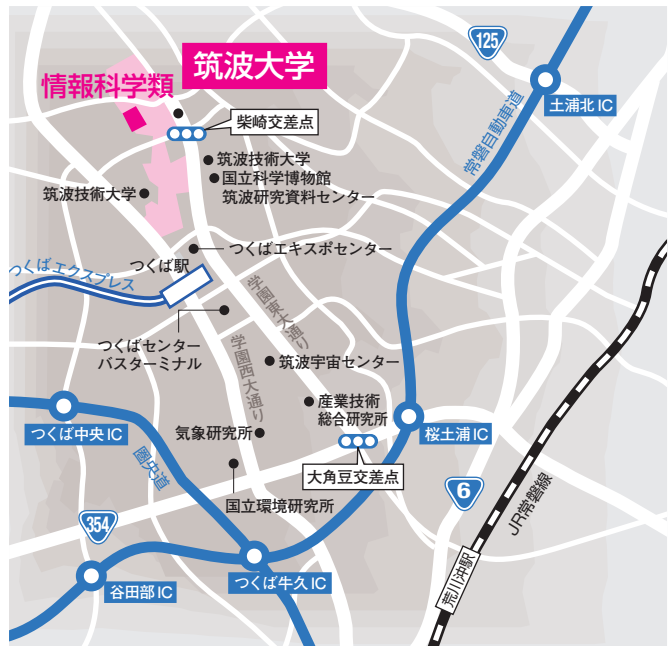 125
筑波大学
情報科学類
土浦北IC
柴崎交差点
常磐自動車道
筑波技術大学
国立科学博物館
筑波研究資料センター
筑波技術大学
つくばエキスポセンター
つくば駅
つくばエクスプレス
学園東大通り
つくばセンター
バスターミナル
学園西大通り
筑波宇宙センター
産業技術
総合研究所
つくば中央IC
気象研究所
桜土浦IC
圏央道
大角豆交差点
国立環境研究所
6
JR常磐線
354
つくば牛久IC
谷田部IC
荒川沖駅